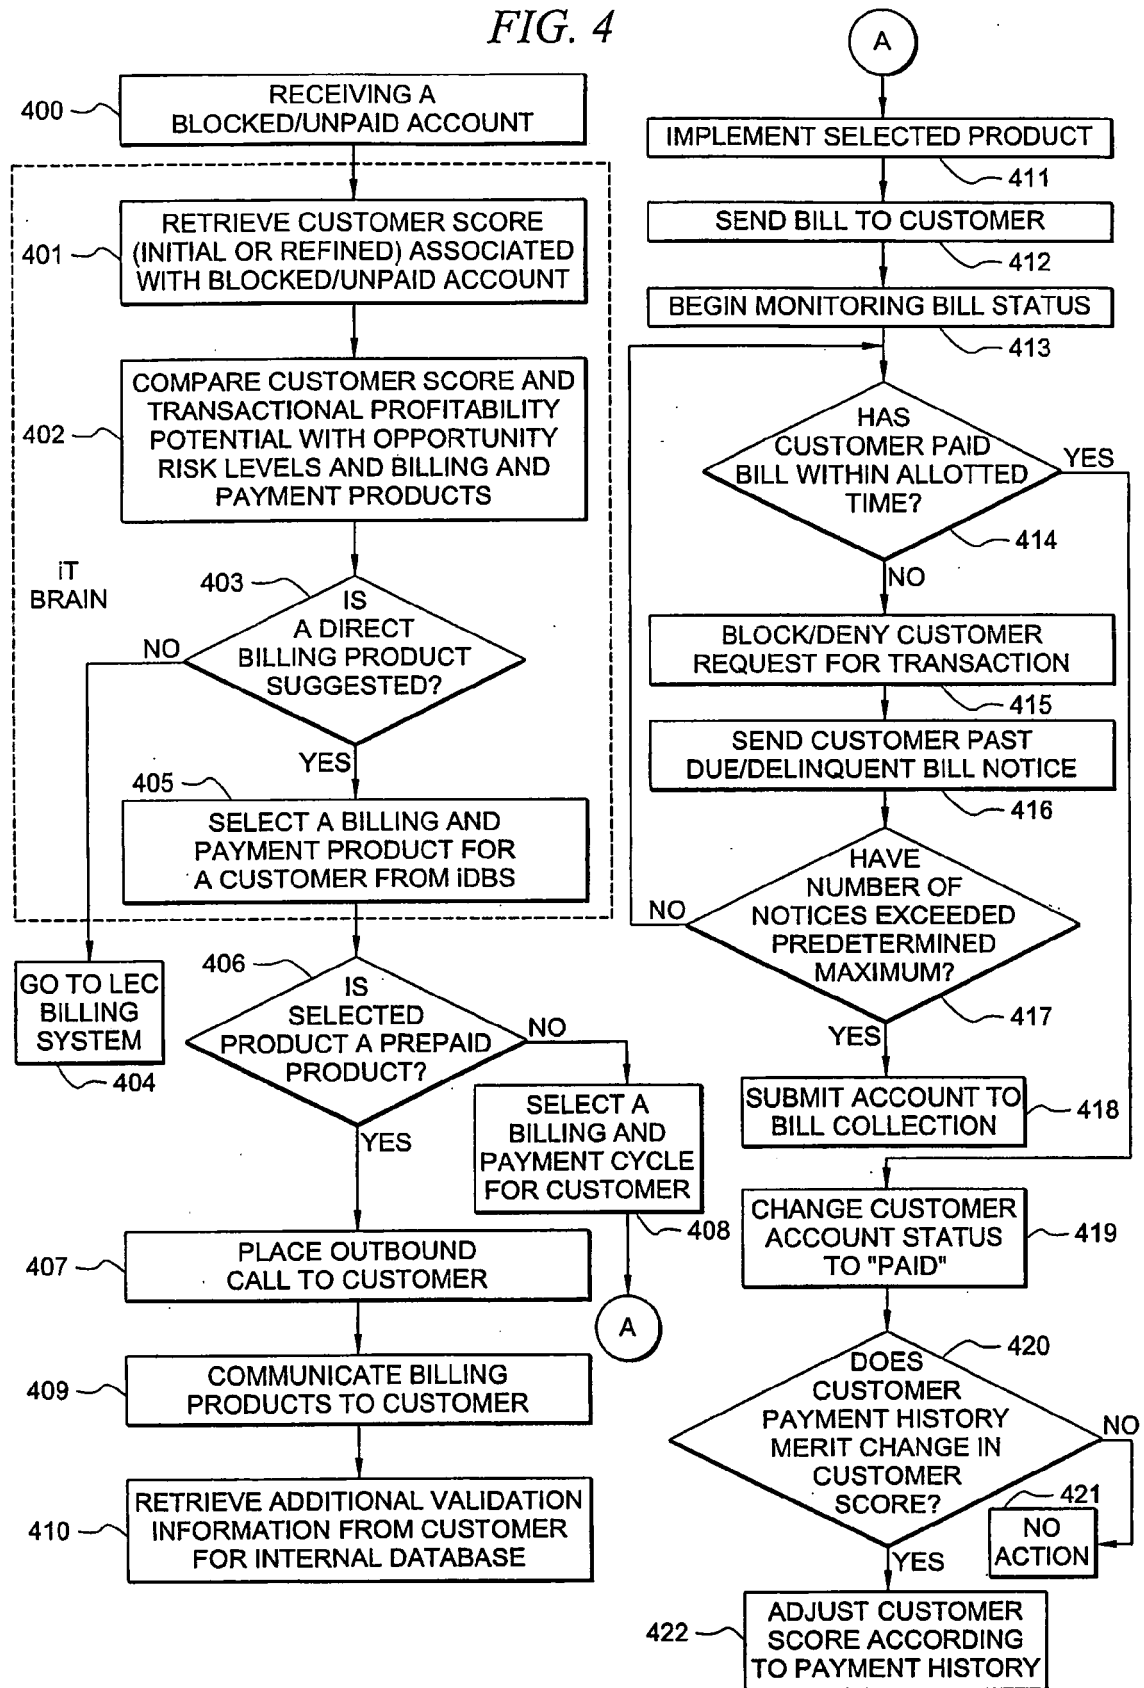 FIG. 4
400
RECEIVING A
BLOCKED/UNPAID ACCOUNT
401
RETRIEVE CUSTOMER SCORE
(INITIAL OR REFINED) ASSOCIATED
WITH BLOCKED/UNPAID ACCOUNT
402
COMPARE CUSTOMER SCORE AND
TRANSACTIONAL PROFITABILITY
POTENTIAL WITH OPPORTUNITY
RISK LEVELS AND BILLING AND
PAYMENT PRODUCTS
iT
BRAIN
403
IS
A DIRECT
BILLING PRODUCT
SUGGESTED?
NO
YES
405
SELECT A BILLING AND
PAYMENT PRODUCT FOR
A CUSTOMER FROM iDBS
GO TO LEC
BILLING
SYSTEM
404
406
IS
SELECTED
PRODUCT A PREPAID
PRODUCT?
NO
YES
SELECT A
BILLING AND
PAYMENT CYCLE
FOR CUSTOMER
408
A
407
PLACE OUTBOUND
CALL TO CUSTOMER
409
COMMUNICATE BILLING
PRODUCTS TO CUSTOMER
410
RETRIEVE ADDITIONAL VALIDATION
INFORMATION FROM CUSTOMER
FOR INTERNAL DATABASE
A
IMPLEMENT SELECTED PRODUCT
411
SEND BILL TO CUSTOMER
412
BEGIN MONITORING BILL STATUS
413
HAS
CUSTOMER PAID
BILL WITHIN ALLOTTED
TIME?
YES
414
NO
BLOCK/DENY CUSTOMER
REQUEST FOR TRANSACTION
415
SEND CUSTOMER PAST
DUE/DELINQUENT BILL NOTICE
416
HAVE
NUMBER OF
NOTICES EXCEEDED
PREDETERMINED
MAXIMUM?
NO
417
YES
SUBMIT ACCOUNT TO
BILL COLLECTION
418
CHANGE CUSTOMER
ACCOUNT STATUS
TO "PAID"
419
420
DOES
CUSTOMER
PAYMENT HISTORY
MERIT CHANGE IN
CUSTOMER
SCORE?
NO
421
NO
ACTION
YES
422
ADJUST CUSTOMER
SCORE ACCORDING
TO PAYMENT HISTORY